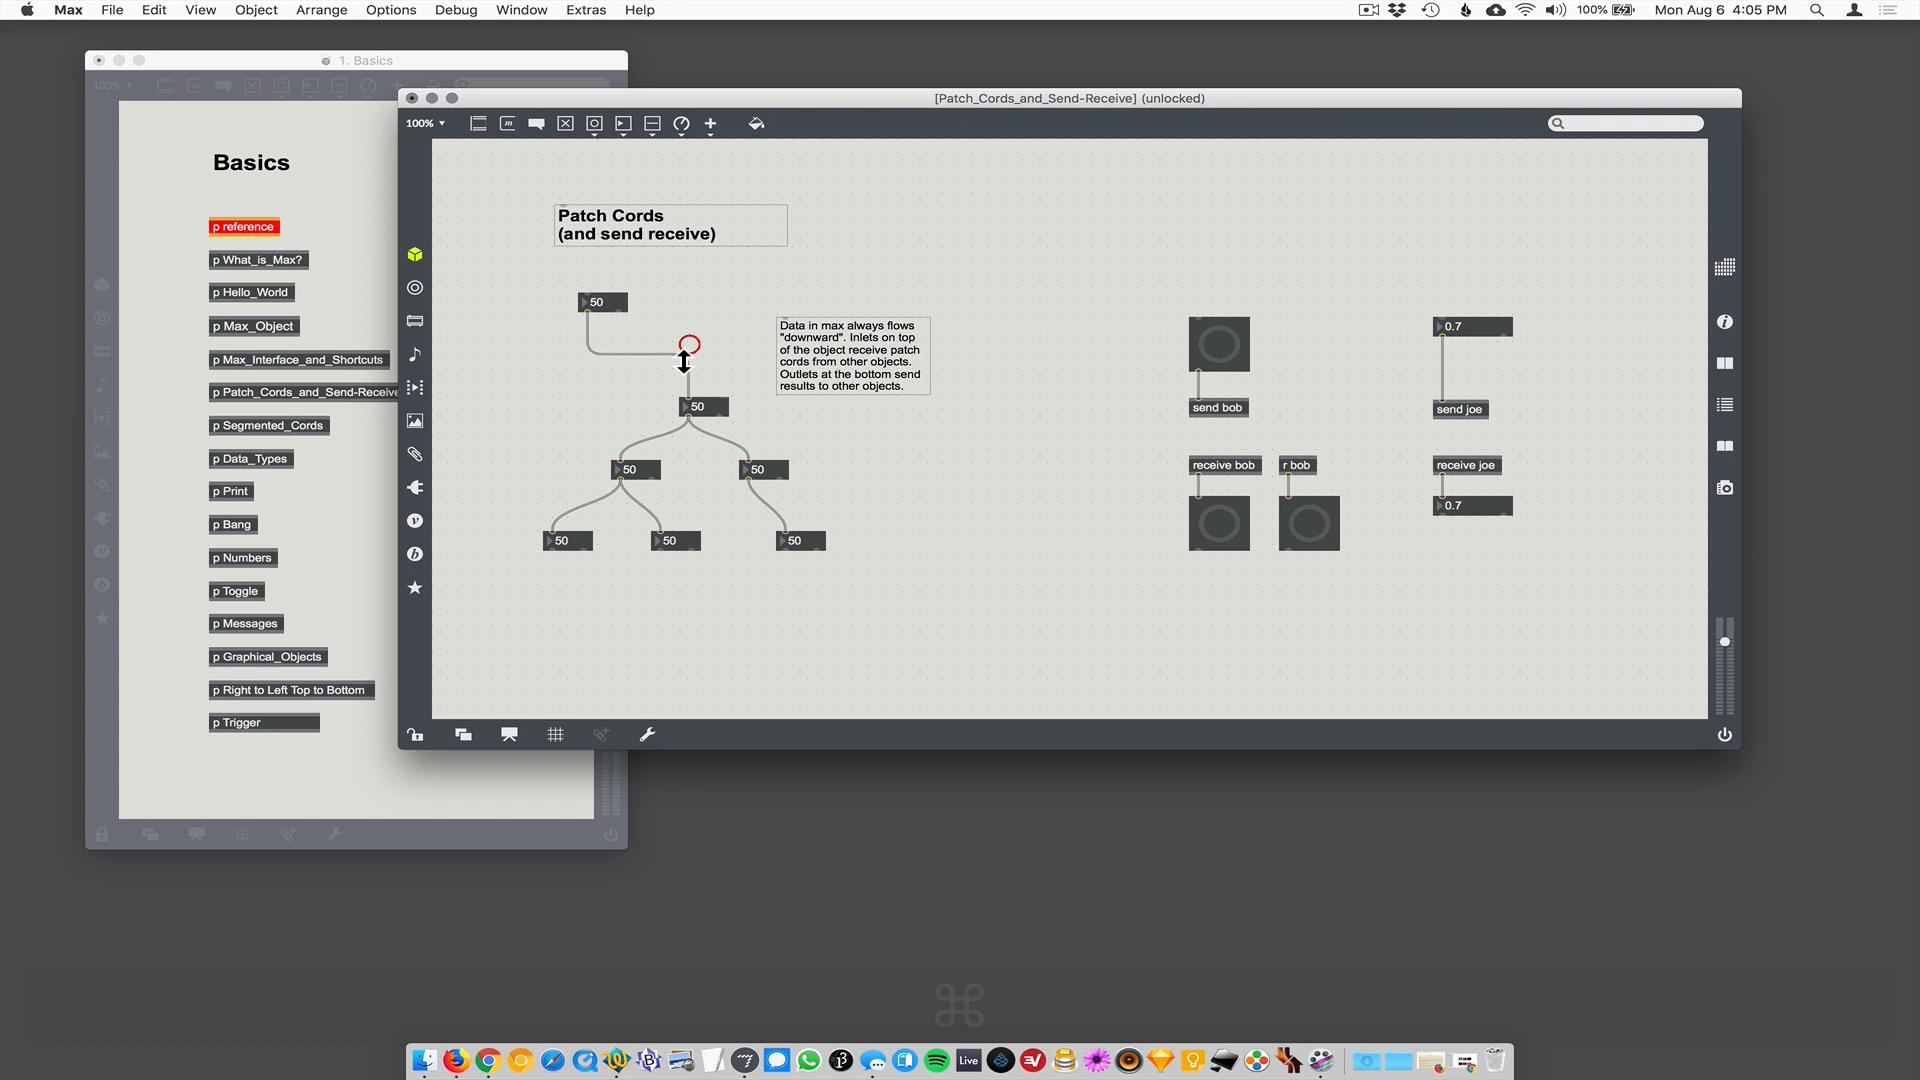 Max File Edit View Object Arrange Options Debug Window Extras Help 100% Mon Aug 6 4:05 PM
1. Basics
100%
Basics
p reference
p What_is_Max?
p Hello_World
p Max_Object
p Max_Interface_and_Shortcuts
p Patch_Cords_and_Send-Receive
p Segmented_Cords
p Data_Types
p Print
p Bang
p Numbers
p Toggle
p Messages
p Graphical_Objects
p Right to Left Top to Bottom
p Trigger
[Patch_Cords_and_Send-Receive] (unlocked)
100%
Patch Cords
(and send receive)
50
50
50 50
50 50 50
Data in max always flows
"downward". Inlets on top
of the object receive patch
cords from other objects.
Outlets at the bottom send
results to other objects.
0.7
send bob send joe
receive bob r bob receive joe
0.7
Live